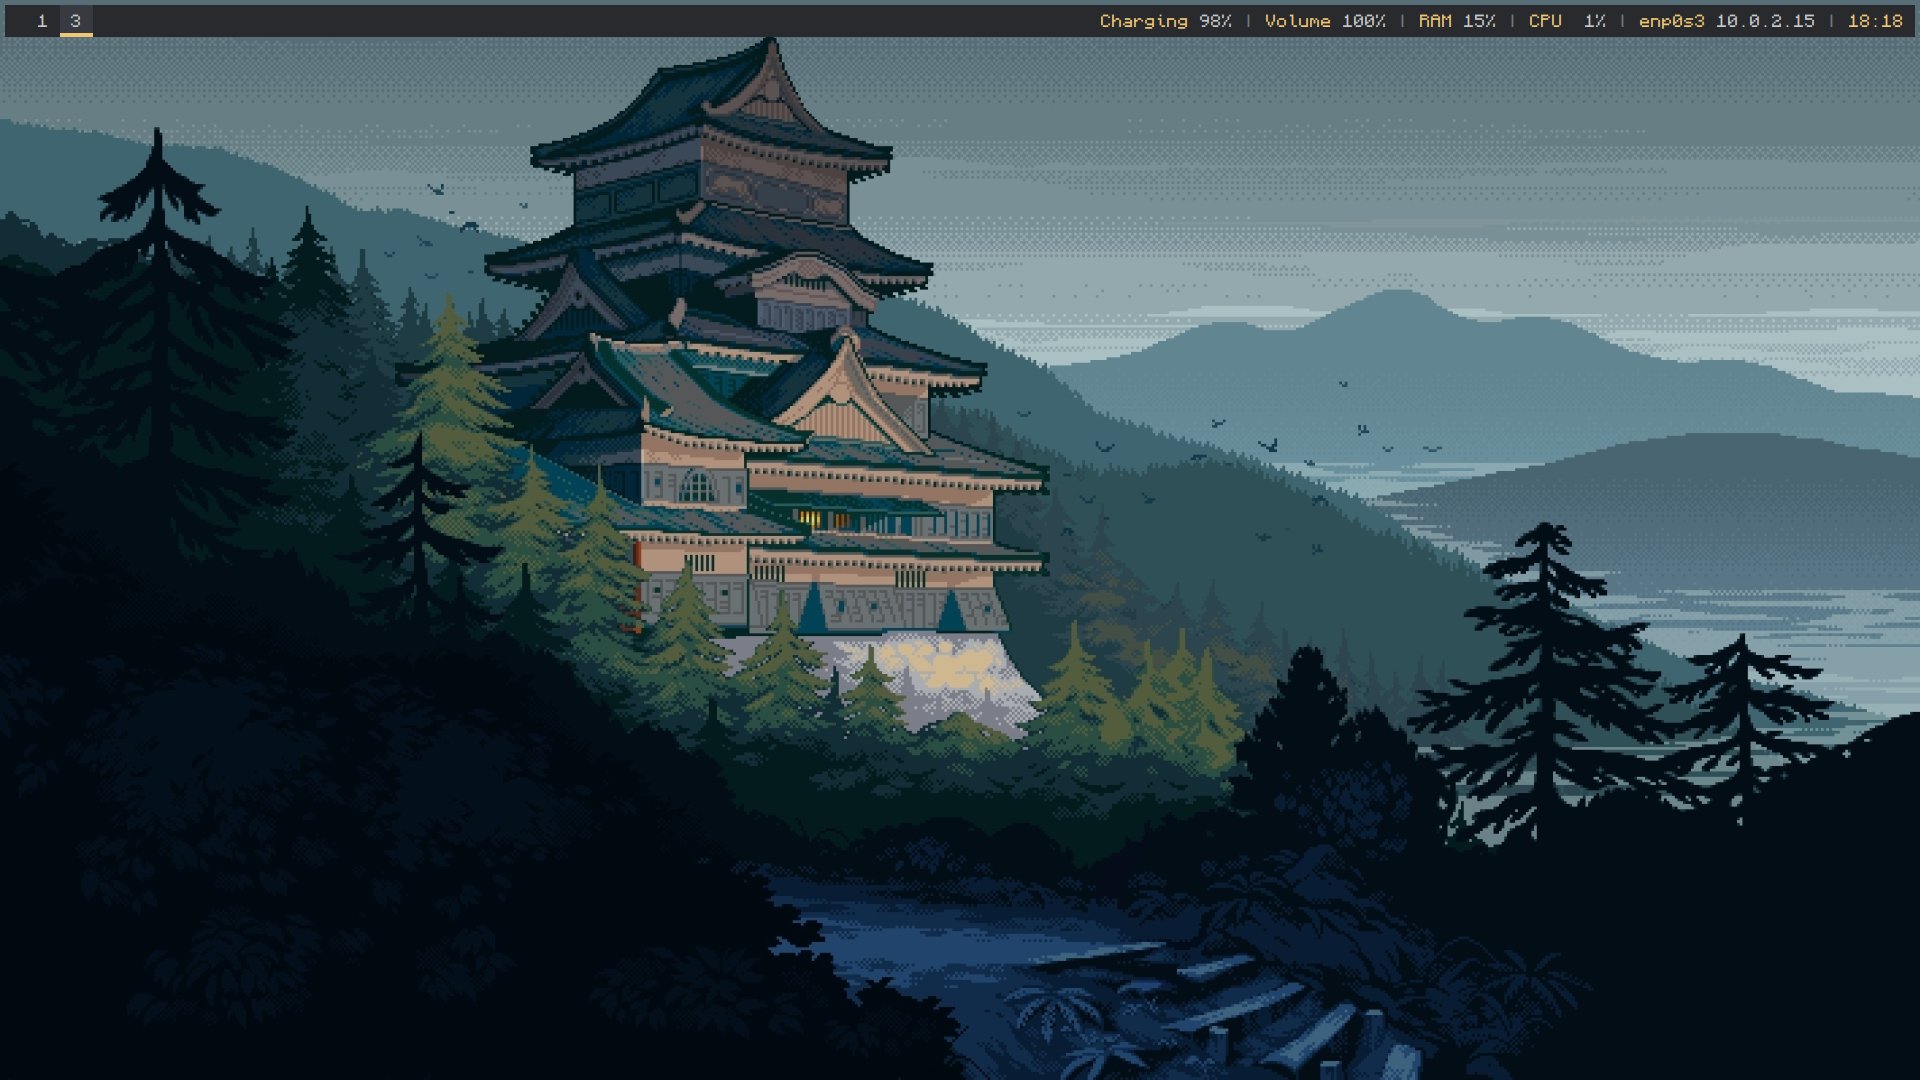 1 3 Charging 98% | Volume 100% | RAM 15% | CPU 1% | enp0s3 10.0.2.15 | 18:18